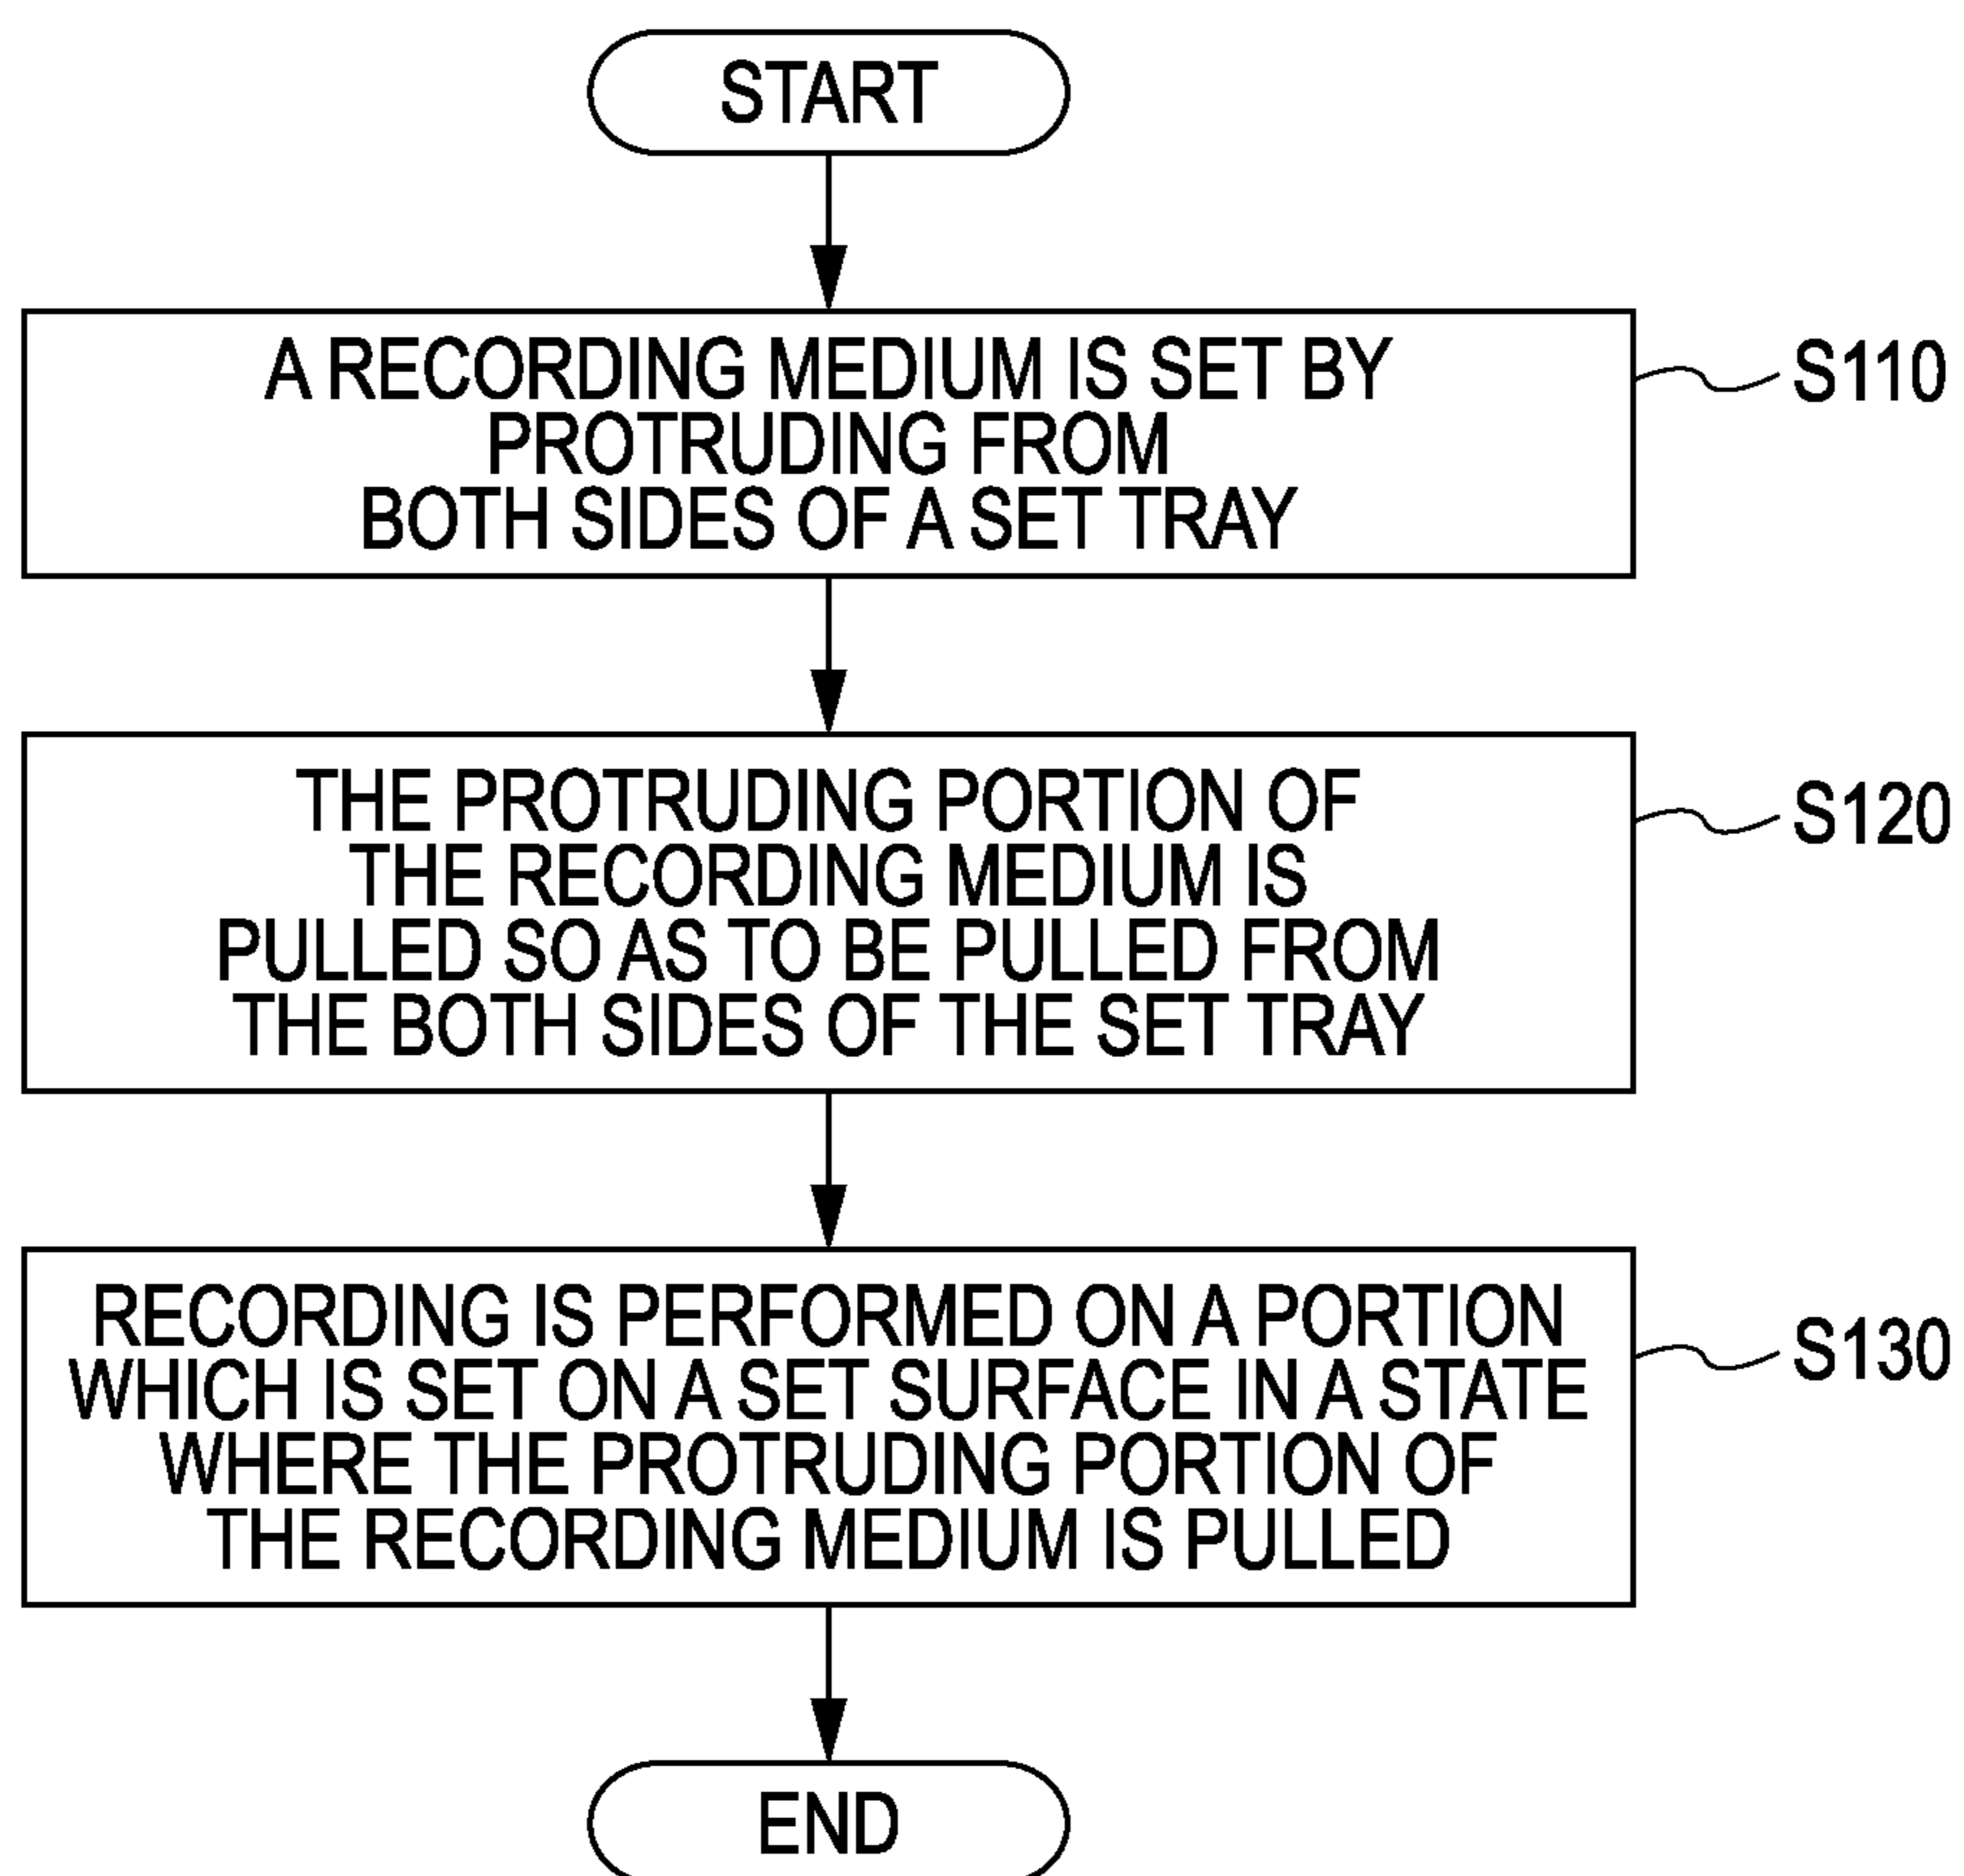 START
A RECORDING MEDIUM IS SET BY
PROTRUDING FROM
BOTH SIDES OF A SET TRAY
S110
THE PROTRUDING PORTION OF
THE RECORDING MEDIUM IS
PULLED SO AS TO BE PULLED FROM
THE BOTH SIDES OF THE SET TRAY
S120
RECORDING IS PERFORMED ON A PORTION
WHICH IS SET ON A SET SURFACE IN A STATE
WHERE THE PROTRUDING PORTION OF
THE RECORDING MEDIUM IS PULLED
S130
END